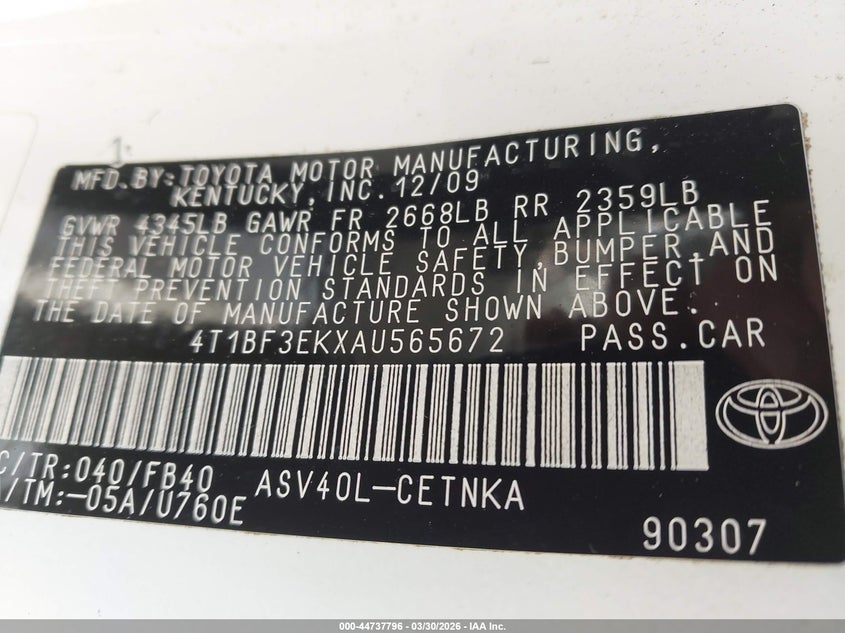 MFD.BY:TOYOTA MOTOR MANUFACTURING,
KENTUCKY,INC.12/09
GVWR 4345LB GAWR FR 2668LB RR 2359LB
THIS VEHICLE CONFORMS TO ALL APPLICABLE
FEDERAL MOTOR VEHICLE SAFETY,BUMPER,AND
THEFT PREVENTION STANDARDS IN EFFECT ON
THE DATE OF MANUFACTURE SHOWN ABOVE.
4T1BF3EKXAU565672 PASS.CAR
C/TR:040/FB40 ASV40L-CETNKA
/TM:-05A/U760E
90307
000-44737796 - 03/30/2026 - IAA Inc.